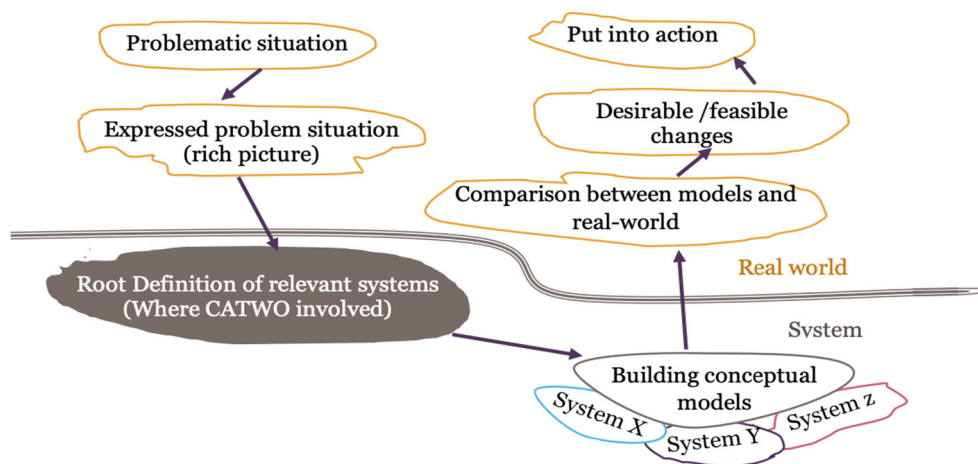 Problematic situation
Expressed problem situation
(rich picture)
Root Definition of relevant systems
(Where CATWO involved)
Building conceptual
models
System X
System Y
System z
Comparison between models and
real-world
Desirable /feasible
changes
Put into action
Real world
System